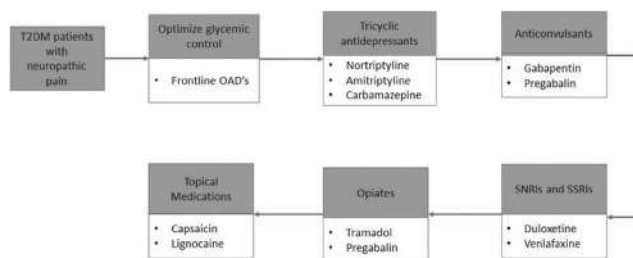 T2DM patients
with
neuropathic
pain
Optimize glycemic
control
• Frontline OAD's
Tricyclic
antidepressants
• Nortriptyline
• Amitriptyline
• Carbamazepine
Anticonvulsants
• Gabapentin
• Pregabalin
SNRIs and SSRIs
• Duloxetine
• Venlafaxine
Opiates
• Tramadol
• Pregabalin
Topical
Medications
• Capsaicin
• Lignocaine